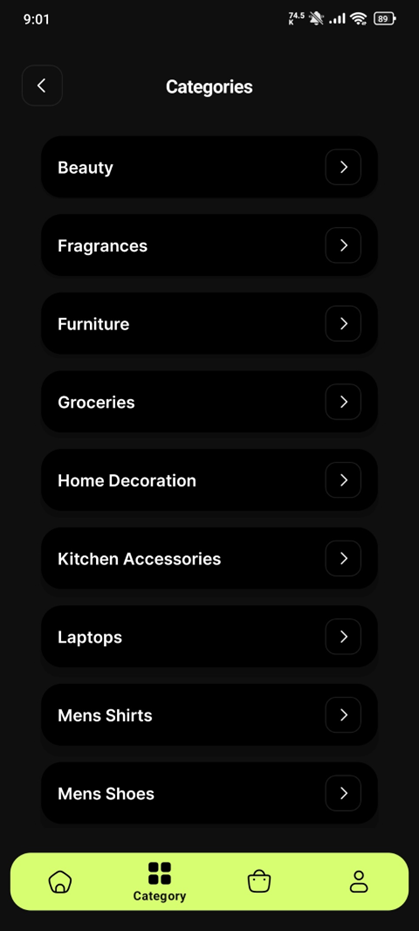 9:01
74.5
K
89
Categories
Beauty
Fragrances
Furniture
Groceries
Home Decoration
Kitchen Accessories
Laptops
Mens Shirts
Mens Shoes
Category